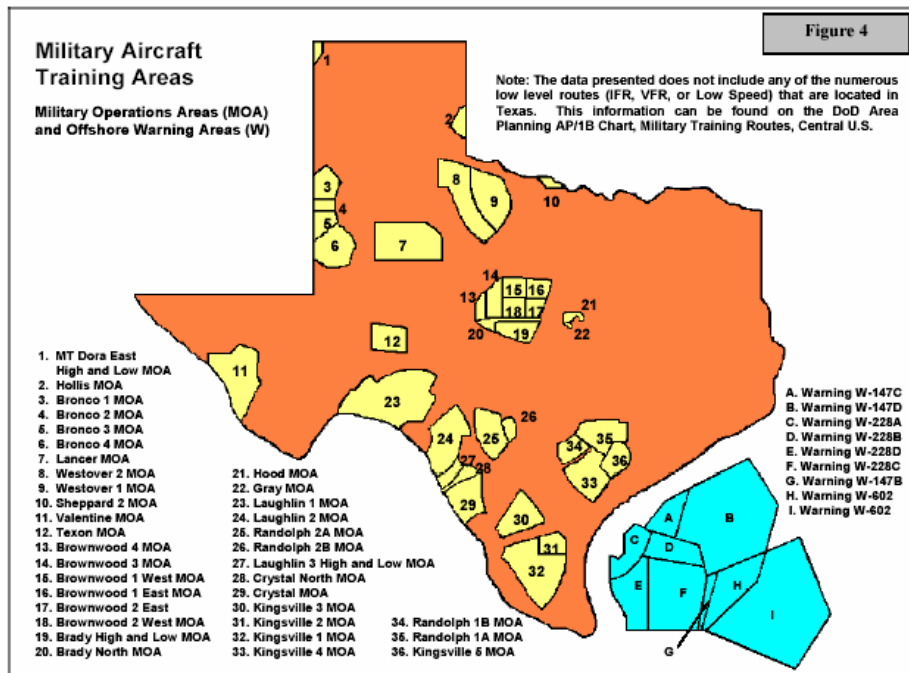 Figure 4
Military Aircraft
Training Areas
Military Operations Areas (MOA)
and Offshore Warning Areas (W)
Note: The data presented does not include any of the numerous
low level routes (IFR, VFR, or Low Speed) that are located in
Texas. This information can be found on the DoD Area
Planning AP/1B Chart, Military Training Routes, Central U.S.
1
2
3
4
5
6
7
8
9
10
11
12
13
14
15
16
17
18
19
20
21
22
23
24
25
26
27
28
29
30
31
32
33
34
35
36
A
B
C
D
E
F
G
H
I
1. MT Dora East
High and Low MOA
2. Hollis MOA
3. Bronco 1 MOA
4. Bronco 2 MOA
5. Bronco 3 MOA
6. Bronco 4 MOA
7. Lancer MOA
8. Westover 2 MOA
9. Westover 1 MOA
10. Sheppard 2 MOA
11. Valentine MOA
12. Texon MOA
13. Brownwood 4 MOA
14. Brownwood 3 MOA
15. Brownwood 1 West MOA
16. Brownwood 1 East MOA
17. Brownwood 2 East
18. Brownwood 2 West MOA
19. Brady High and Low MOA
20. Brady North MOA
21. Hood MOA
22. Gray MOA
23. Laughlin 1 MOA
24. Laughlin 2 MOA
25. Randolph 2A MOA
26. Randolph 2B MOA
27. Laughlin 3 High and Low MOA
28. Crystal North MOA
29. Crystal MOA
30. Kingsville 3 MOA
31. Kingsville 2 MOA
32. Kingsville 1 MOA
33. Kingsville 4 MOA
34. Randolph 1B MOA
35. Randolph 1A MOA
36. Kingsville 5 MOA
A. Warning W-147C
B. Warning W-147D
C. Warning W-228A
D. Warning W-228B
E. Warning W-228D
F. Warning W-228C
G. Warning W-147B
H. Warning W-602
I. Warning W-602